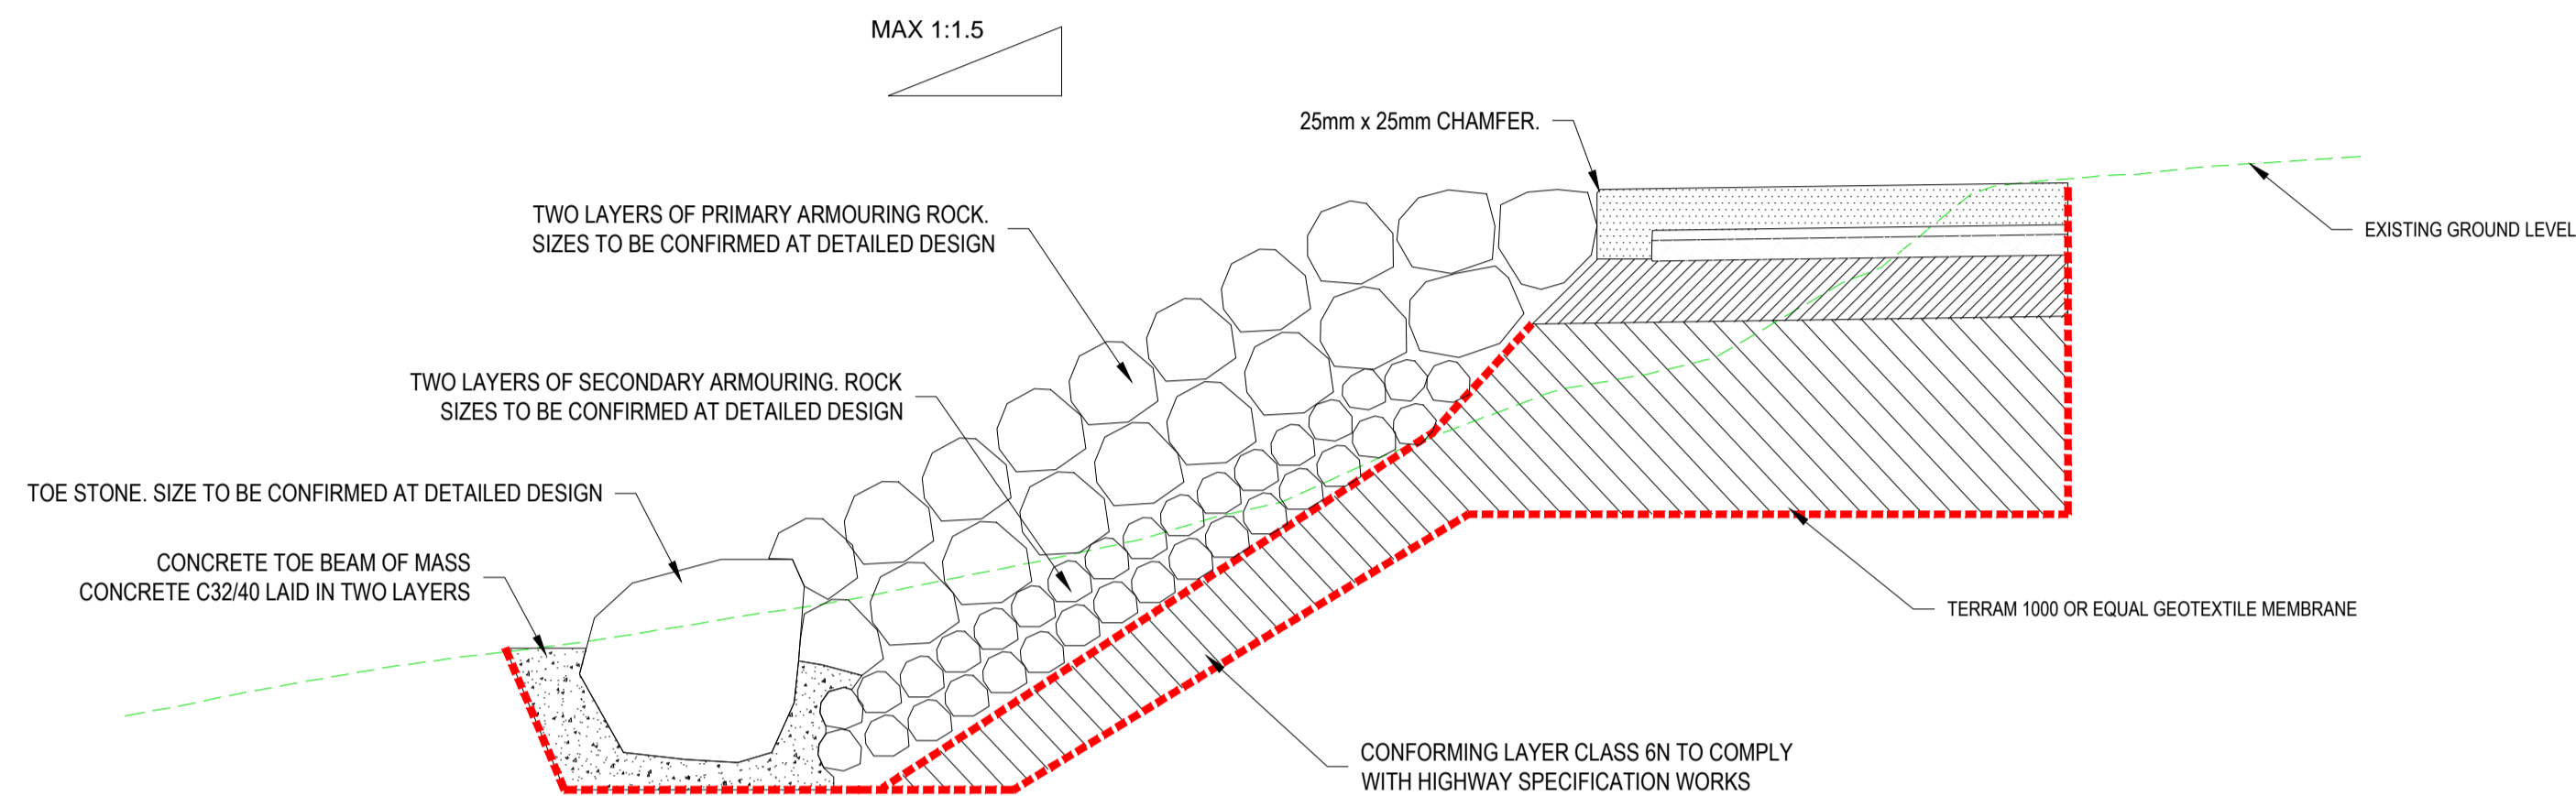 MAX 1:1.5
25mm x 25mm CHAMFER.
TWO LAYERS OF PRIMARY ARMOURING ROCK.
SIZES TO BE CONFIRMED AT DETAILED DESIGN
EXISTING GROUND LEVEL
TWO LAYERS OF SECONDARY ARMOURING. ROCK
SIZES TO BE CONFIRMED AT DETAILED DESIGN
TOE STONE. SIZE TO BE CONFIRMED AT DETAILED DESIGN
CONCRETE TOE BEAM OF MASS
CONCRETE C32/40 LAID IN TWO LAYERS
TERRAM 1000 OR EQUAL GEOTEXTILE MEMBRANE
CONFORMING LAYER CLASS 6N TO COMPLY
WITH HIGHWAY SPECIFICATION WORKS